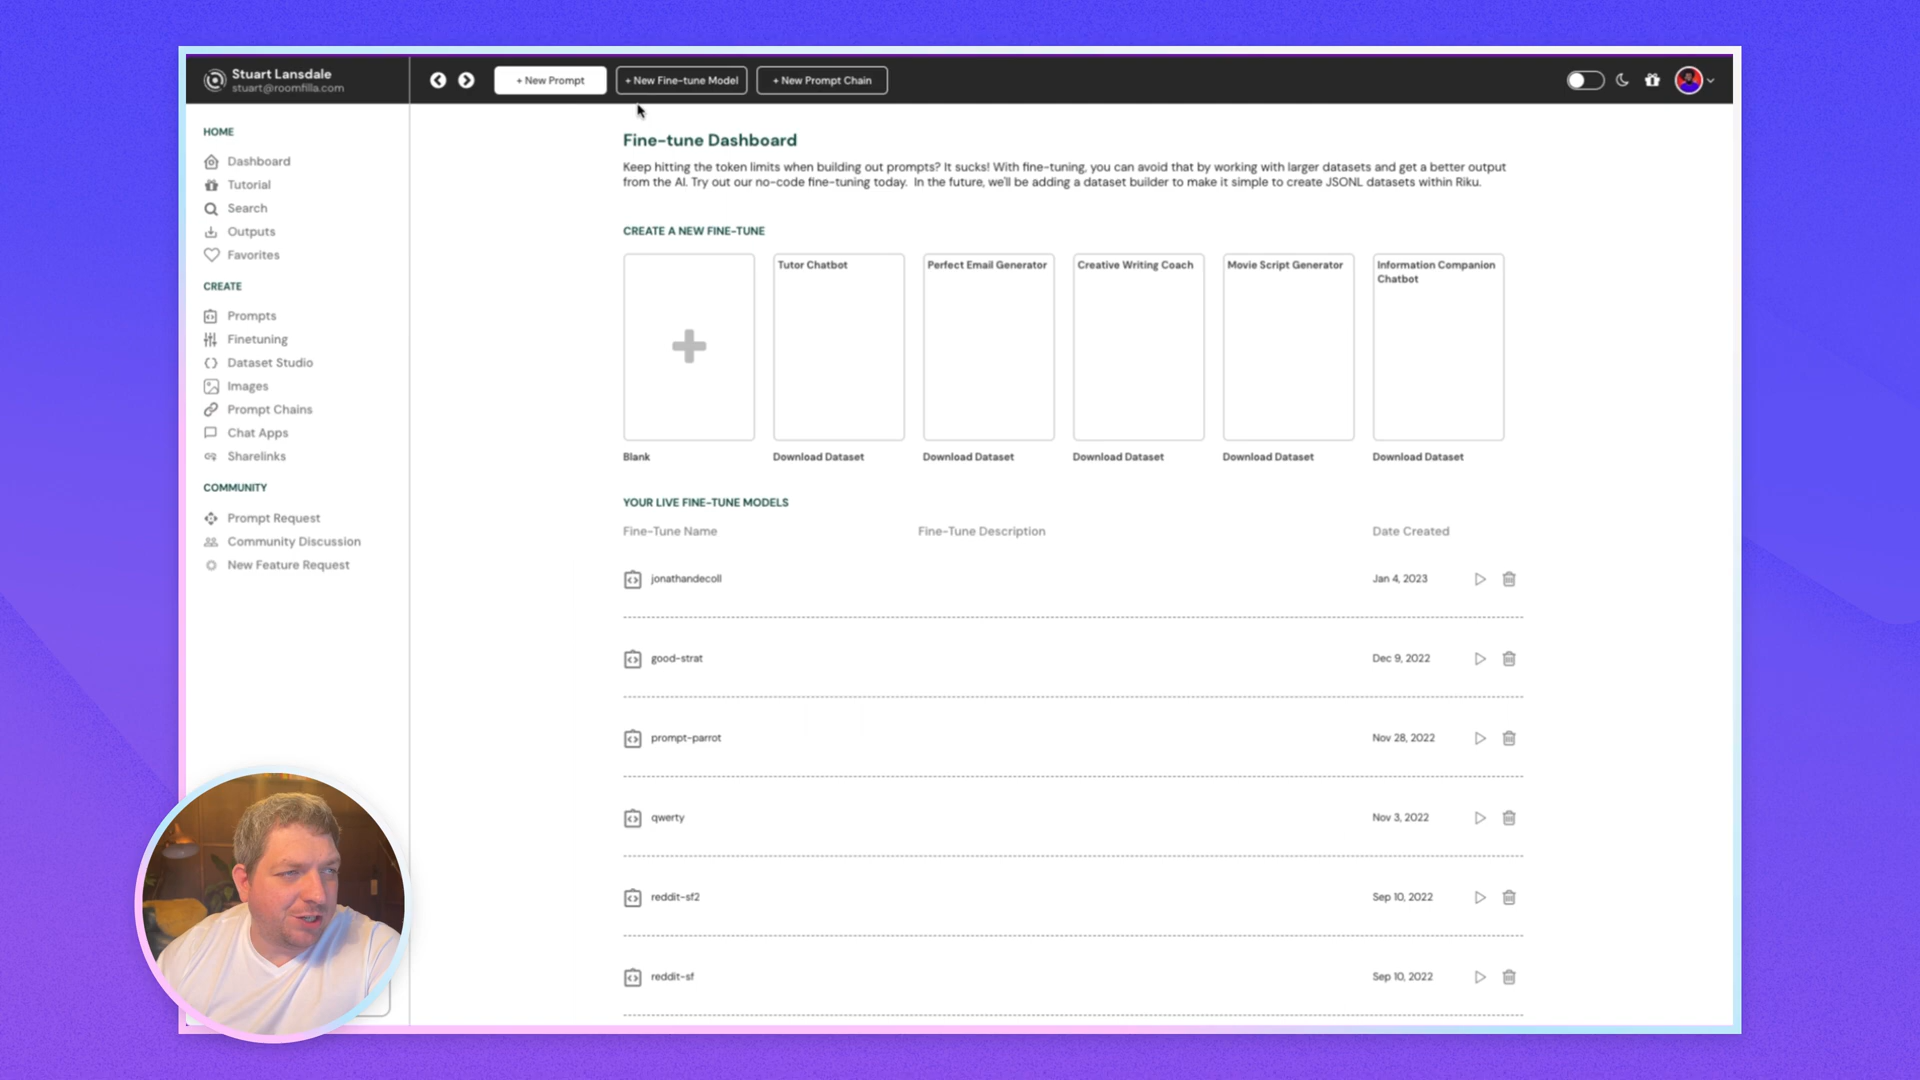 Stuart Lansdale
stuart@roomfilla.com
+ New Prompt
+ New Fine-tune Model
+ New Prompt Chain
HOME
Dashboard
Tutorial
Search
Outputs
Favorites
CREATE
Prompts
Finetuning
Dataset Studio
Images
Prompt Chains
Chat Apps
Sharelinks
COMMUNITY
Prompt Request
Community Discussion
New Feature Request
Fine-tune Dashboard
Keep hitting the token limits when building out prompts? It sucks! With fine-tuning, you can avoid that by working with larger datasets and get a better output
from the AI. Try out our no-code fine-tuning today. In the future, we'll be adding a dataset builder to make it simple to create JSONL datasets within Riku.
CREATE A NEW FINE-TUNE
Tutor Chatbot
Perfect Email Generator
Creative Writing Coach
Movie Script Generator
Information Companion
Chatbot
Blank
Download Dataset
Download Dataset
Download Dataset
Download Dataset
Download Dataset
YOUR LIVE FINE-TUNE MODELS
Fine-Tune Name
Fine-Tune Description
Date Created
jonathandecoll
Jan 4, 2023
good-strat
Dec 9, 2022
prompt-parrot
Nov 28, 2022
qwerty
Nov 3, 2022
reddit-sf2
Sep 10, 2022
reddit-sf
Sep 10, 2022